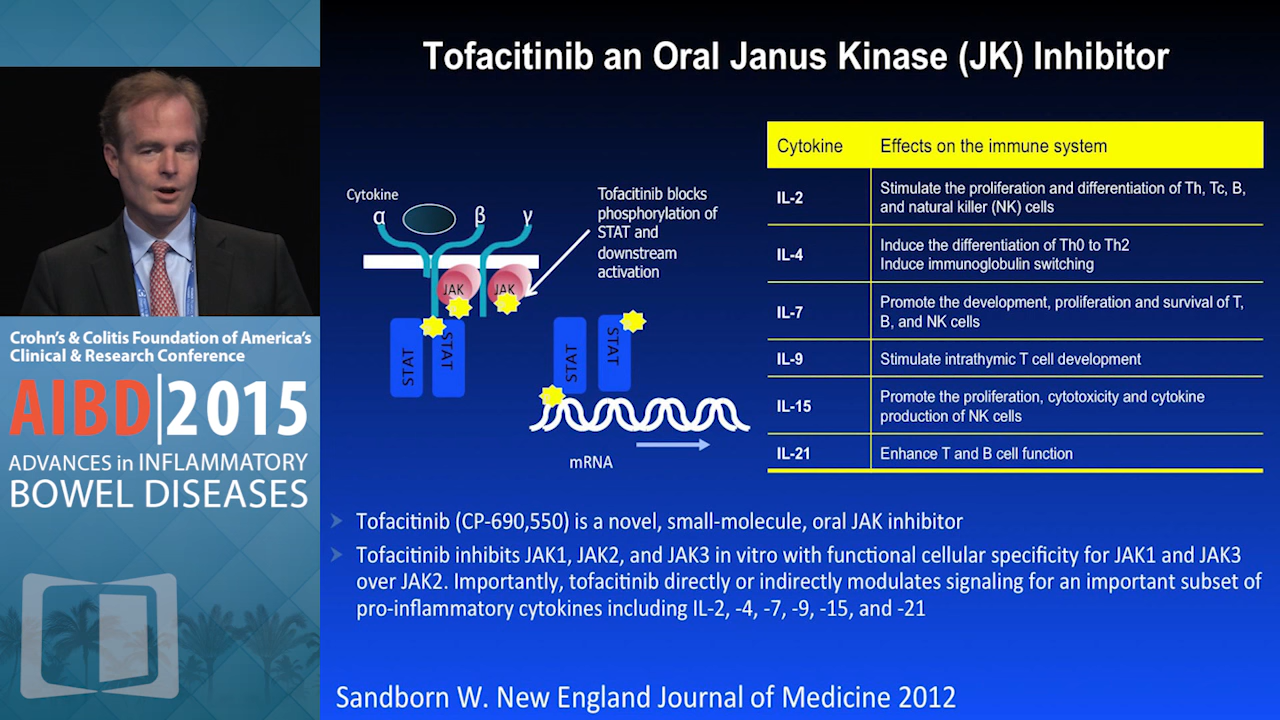 Tofacitinib an Oral Janus Kinase (JK) Inhibitor
Cytokine
α
β
γ
JAK
JAK
STAT
STAT
STAT
STAT
mRNA
Tofacitinib blocks
phosphorylation of
STAT and
downstream
activation
Cytokine Effects on the immune system
IL-2 Stimulate the proliferation and differentiation of Th, Tc, B,
and natural killer (NK) cells
IL-4 Induce the differentiation of Th0 to Th2
Induce immunoglobulin switching
IL-7 Promote the development, proliferation and survival of T,
B, and NK cells
IL-9 Stimulate intrathymic T cell development
IL-15 Promote the proliferation, cytotoxicity and cytokine
production of NK cells
IL-21 Enhance T and B cell function
Tofacitinib (CP-690,550) is a novel, small-molecule, oral JAK inhibitor
Tofacitinib inhibits JAK1, JAK2, and JAK3 in vitro with functional cellular specificity for JAK1 and JAK3
over JAK2. Importantly, tofacitinib directly or indirectly modulates signaling for an important subset of
pro-inflammatory cytokines including IL-2, -4, -7, -9, -15, and -21
Sandborn W. New England Journal of Medicine 2012
Crohn's & Colitis Foundation of America's
Clinical & Research Conference
AIBD|2015
ADVANCES in INFLAMMATORY
BOWEL DISEASES